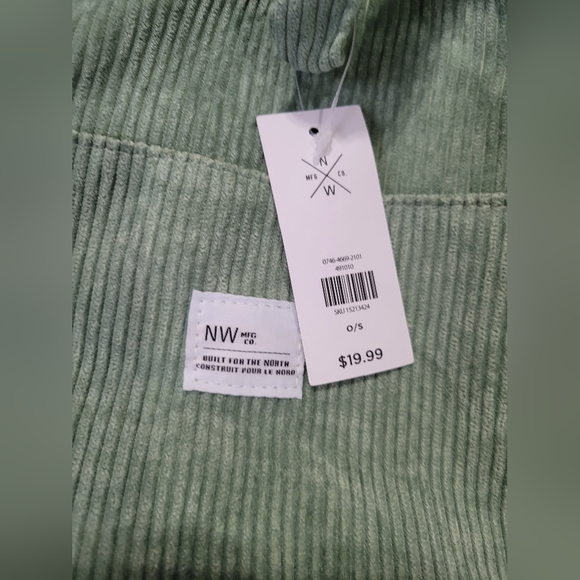 N
MFG CO.
W
0746-4669-2101
491010
SKU 15213424
O/S
$19.99
NW MFG CO.
BUILT FOR THE NORTH
CONSTRUIT POUR LE NORD